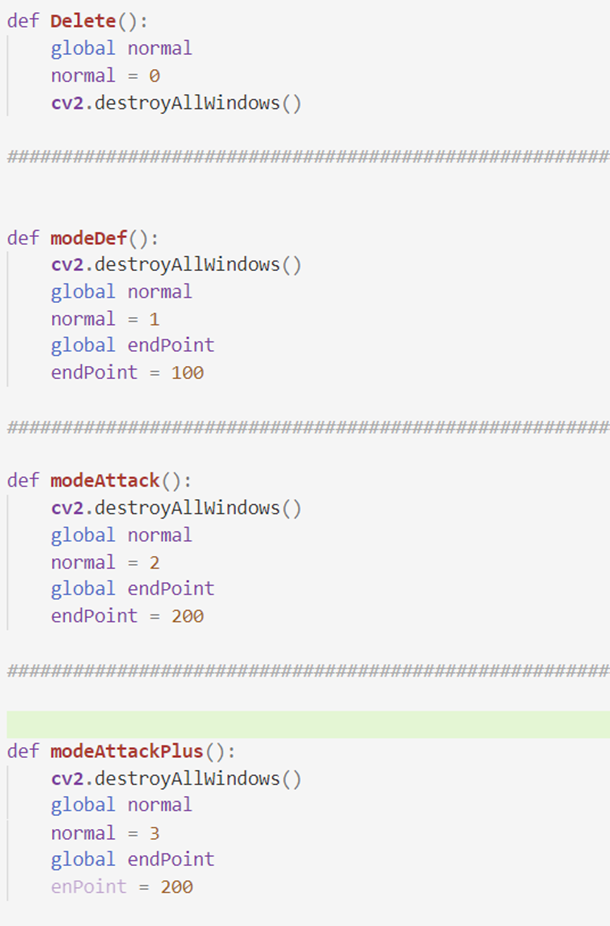 def Delete():
    global normal
    normal = 0
    cv2.destroyAllWindows()
#######################################################
def modeDef():
    cv2.destroyAllWindows()
    global normal
    normal = 1
    global endPoint
    endPoint = 100
#######################################################
def modeAttack():
    cv2.destroyAllWindows()
    global normal
    normal = 2
    global endPoint
    endPoint = 200
#######################################################
def modeAttackPlus():
    cv2.destroyAllWindows()
    global normal
    normal = 3
    global endPoint
    enPoint = 200